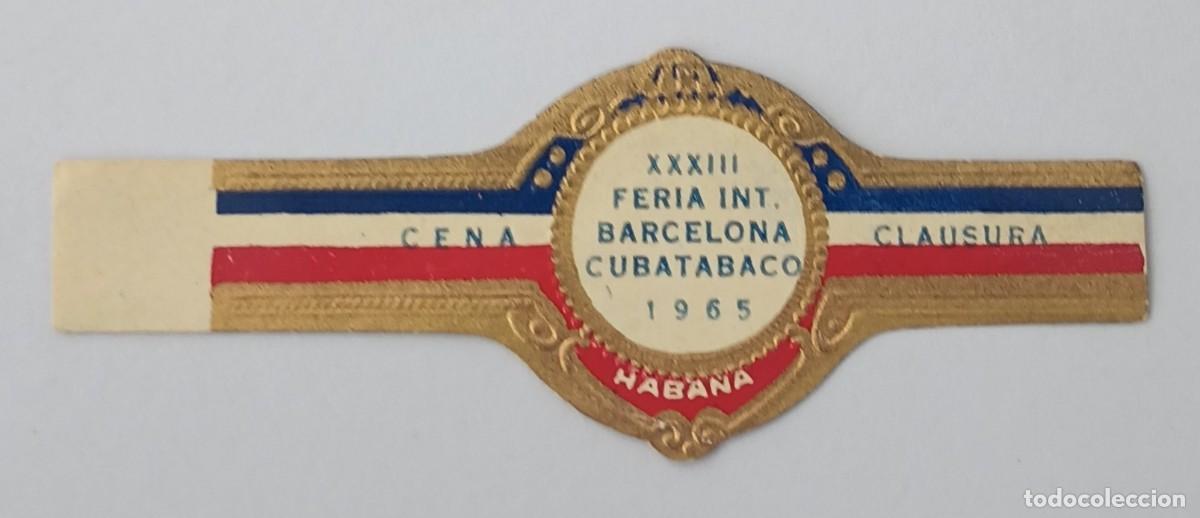 XXXIII
FERIA INT.
BARCELONA
CUBATABACO
1965
CENA CLAUSURA
HABANA
todocoleccion